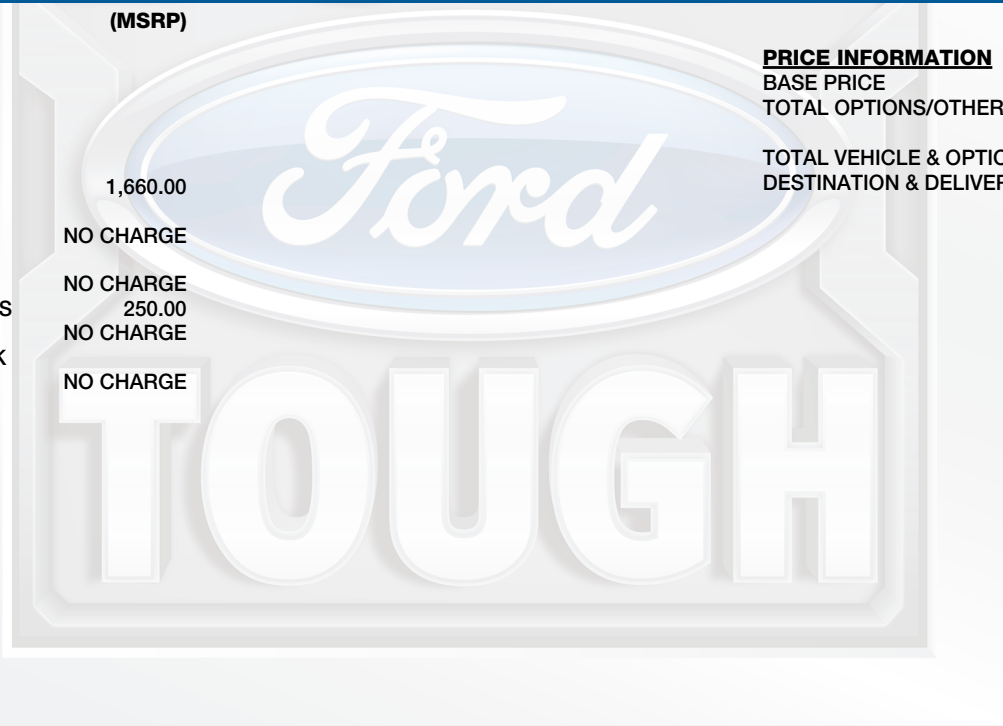 (MSRP)
1,660.00
NO CHARGE
NO CHARGE
S 250.00
NO CHARGE
K
NO CHARGE
PRICE INFORMATION
BASE PRICE
TOTAL OPTIONS/OTHER
TOTAL VEHICLE & OPTIO
DESTINATION & DELIVER
Ford
TOUGH